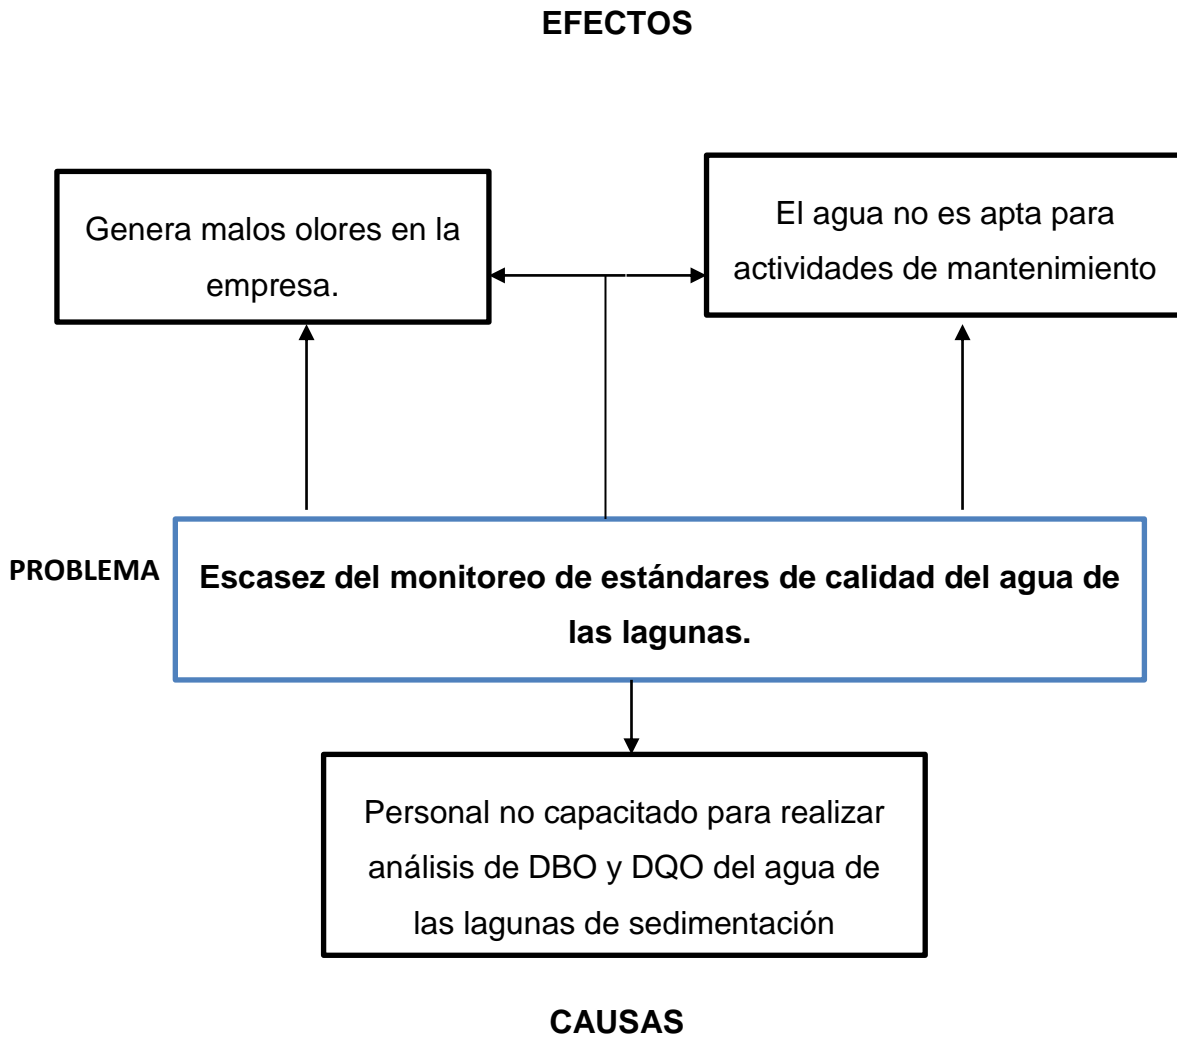 EFECTOS
Genera malos olores en la
empresa.
El agua no es apta para
actividades de mantenimiento
PROBLEMA
Escasez del monitoreo de estándares de calidad del agua de
las lagunas.
Personal no capacitado para realizar
análisis de DBO y DQO del agua de
las lagunas de sedimentación
CAUSAS